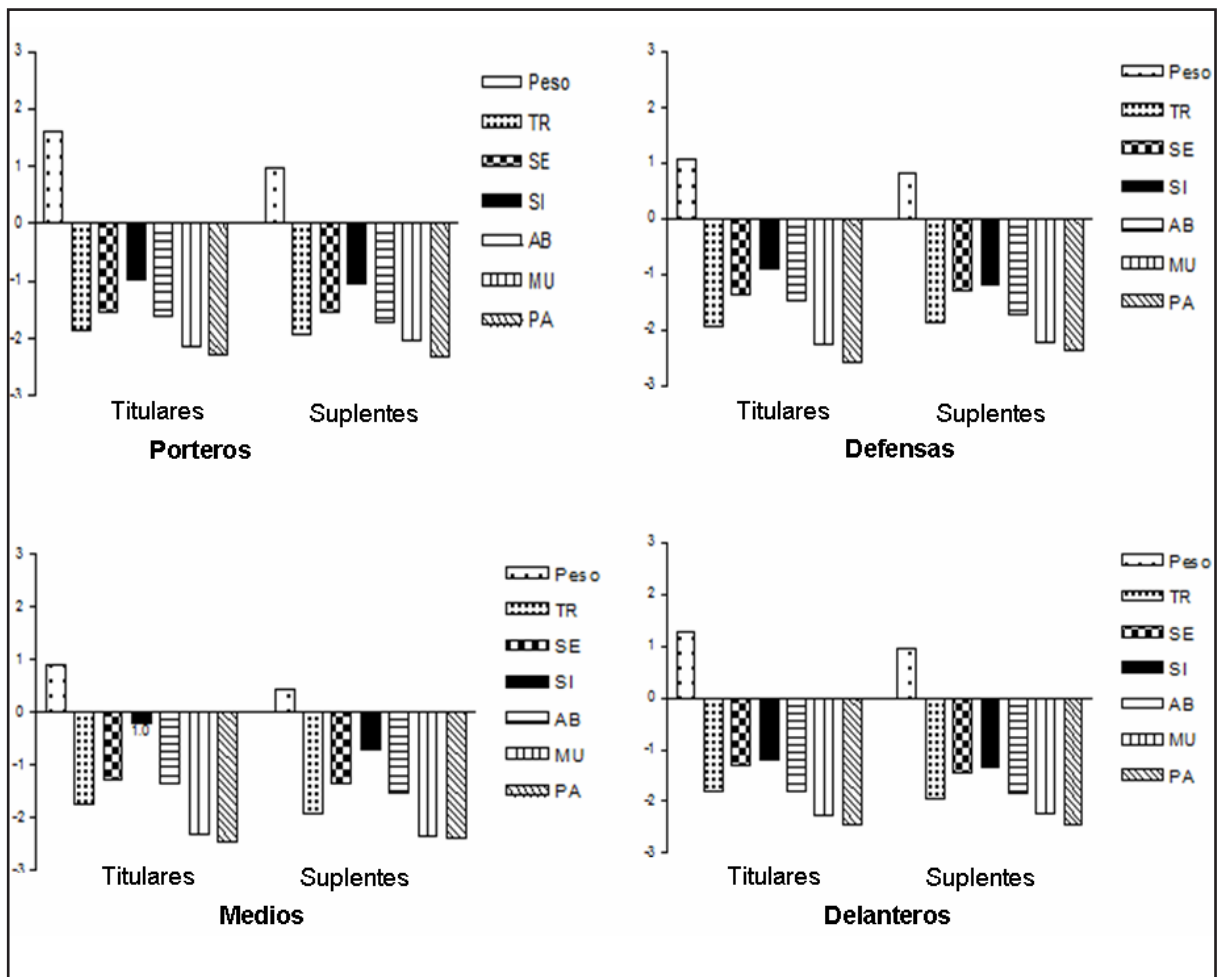 3
2
1
0
-1
-2
-3
Peso
TR
SE
SI
AB
MU
PA
Titulares
Suplentes
Porteros
3
2
1
0
-1
-2
-3
Peso
TR
SE
SI
AB
MU
PA
Titulares
Suplentes
Defensas
3
2
1
0
-1
-2
-3
1.0
Peso
TR
SE
SI
AB
MU
PA
Titulares
Suplentes
Medios
3
2
1
0
-1
-2
-3
Peso
TR
SE
SI
AB
MU
PA
Titulares
Suplentes
Delanteros